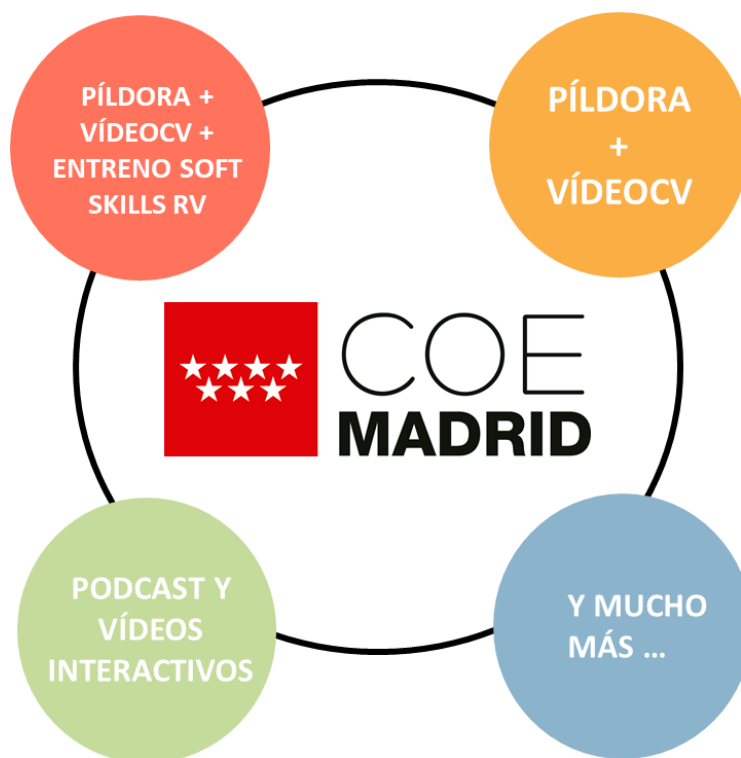 PÍLDORA +
VÍDEOCV +
ENTRENO SOFT
SKILLS RV
PÍLDORA
+
VÍDEOCV
COE
MADRID
PODCAST Y
VÍDEOS
INTERACTIVOS
Y MUCHO
MÁS ...